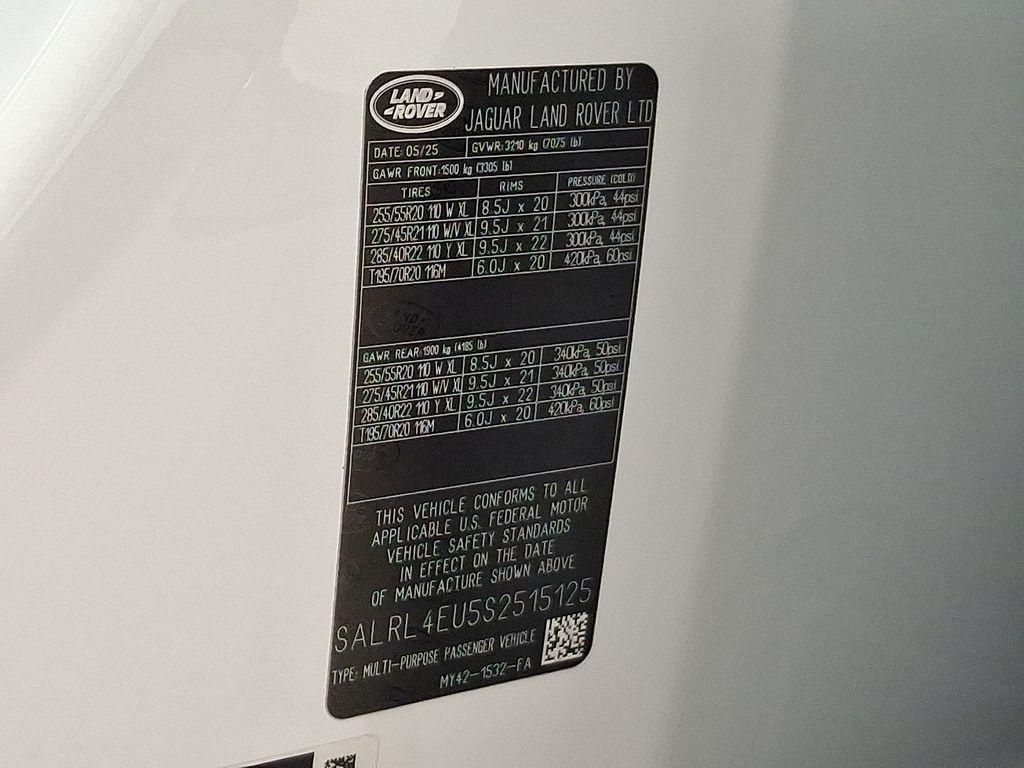 LAND ROVER
MANUFACTURED BY
JAGUAR LAND ROVER LTD
DATE: 05/25 GVWR: 3210 kg (7075 lb)
GAWR FRONT: 1500 kg (3305 lb)
TIRES RIMS PRESSURE (COLD)
255/55R20 110 W XL 8.5J x 20 300kPa, 44psi
275/45R21 110 W/V XL 9.5J x 21 300kPa, 44psi
285/40R22 110 Y XL 9.5J x 22 300kPa, 44psi
T195/70R20 116M 6.0J x 20 420kPa, 60psi
GAWR REAR: 1900 kg (4185 lb)
255/55R20 110 W XL 8.5J x 20 340kPa, 50psi
275/45R21 110 W/V XL 9.5J x 21 340kPa, 50psi
285/40R22 110 Y XL 9.5J x 22 340kPa, 50psi
T195/70R20 116M 6.0J x 20 420kPa, 60psi
THIS VEHICLE CONFORMS TO ALL
APPLICABLE U.S. FEDERAL MOTOR
VEHICLE SAFETY STANDARDS
IN EFFECT ON THE DATE
OF MANUFACTURE SHOWN ABOVE
SALRL4EU5S2515125
TYPE: MULTI-PURPOSE PASSENGER VEHICLE
MY42-1532-FA